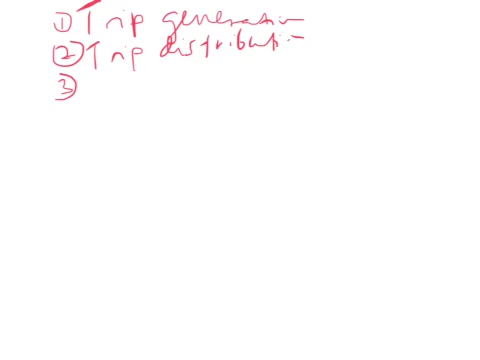 ① Trip generation
② Trip distribution
③